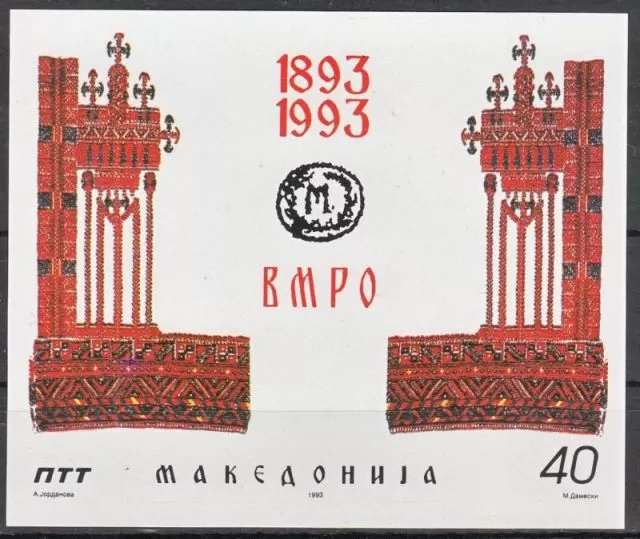 1893
1993
М.
ВМРО
ПТТ МАКЕДОНИЈА 40
А.Јорданова 1993 М.Дамески